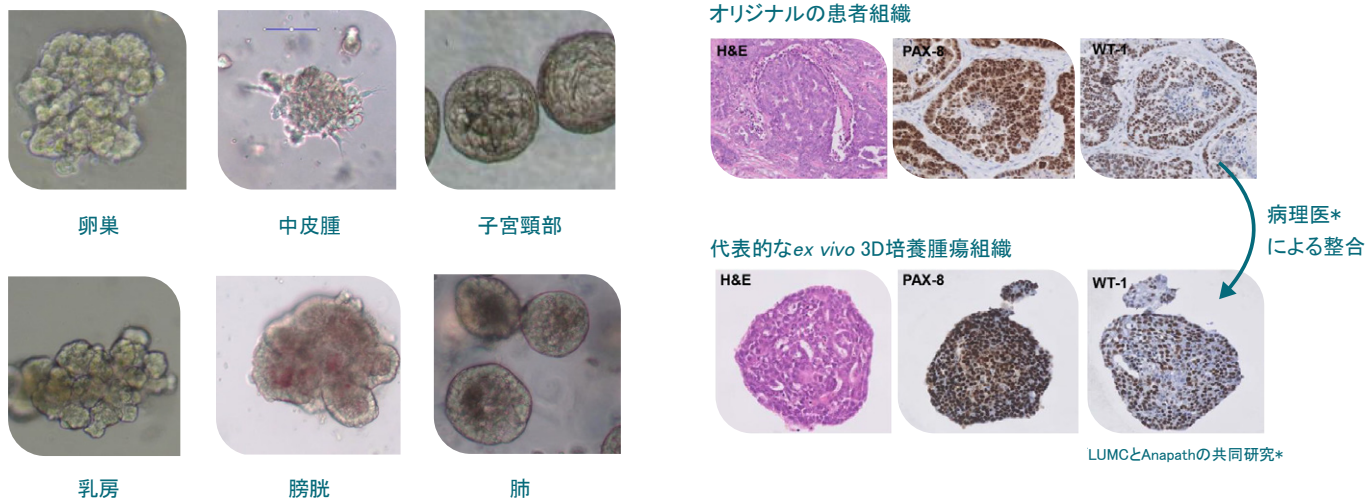 卵巣
中皮腫
子宮頸部
乳房
膀胱
肺
オリジナルの患者組織
H&E
PAX-8
WT-1
病理医*
による整合
代表的なex vivo 3D培養腫瘍組織
H&E
PAX-8
WT-1
LUMCとAnapathの共同研究*